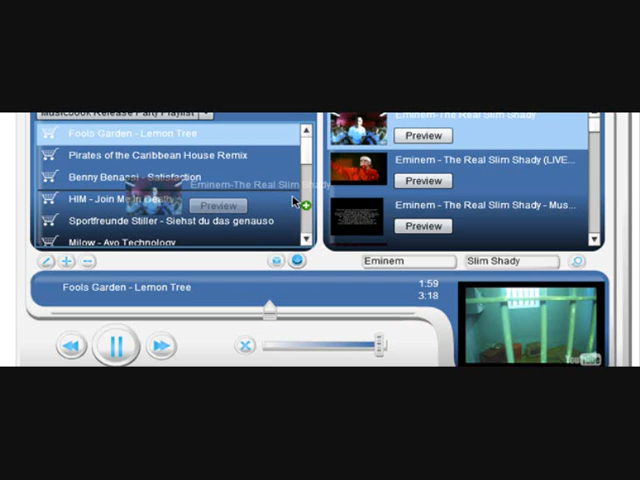 Musicbook Release Party Playlist
Fools Garden - Lemon Tree
Pirates of the Caribbean House Remix
Benny Benassi - Satisfaction
HIM - Join Me In Death
Sportfreunde Stiller - Siehst du das genauso
Milow - Ayo Technology
Eminem-The Real Slim Shady
Preview
Eminem-The Real Slim Shady
Preview
Eminem - The Real Slim Shady (LIVE...
Preview
Eminem - The Real Slim Shady - Mus...
Preview
Eminem
Slim Shady
Fools Garden - Lemon Tree
1:59
3:18
YouTube